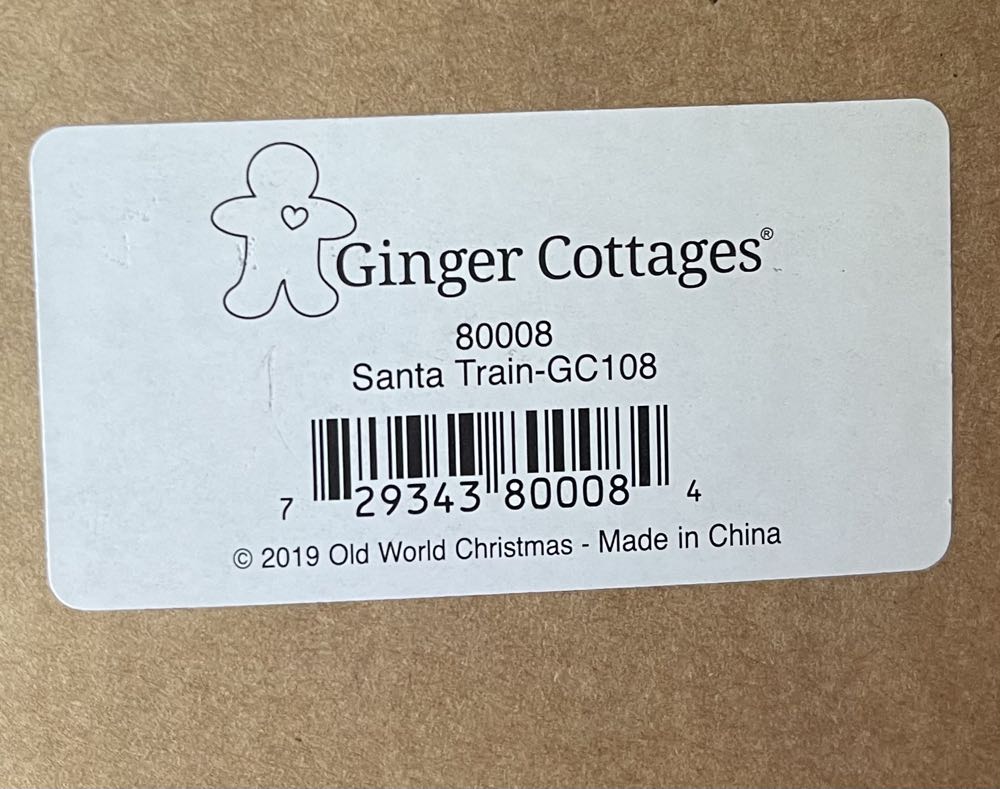 Ginger Cottages®
80008
Santa Train-GC108
7 29343 80008 4
© 2019 Old World Christmas - Made in China